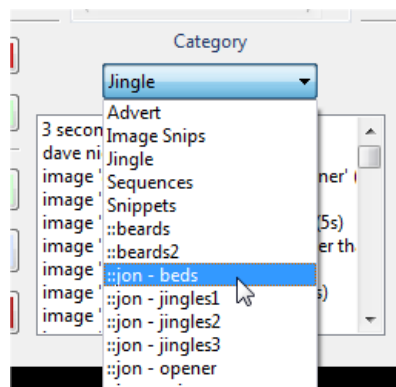 Category
Jingle
Advert
Image Snips
Jingle
Sequences
Snippets
::beards
::beards2
::jon - beds
::jon - jingles1
::jon - jingles2
::jon - jingles3
::jon - opener
3 secon
dave ni
image '
ner' (
image '
image '
(5s)
image '
er th
image '
image '
s)
image '